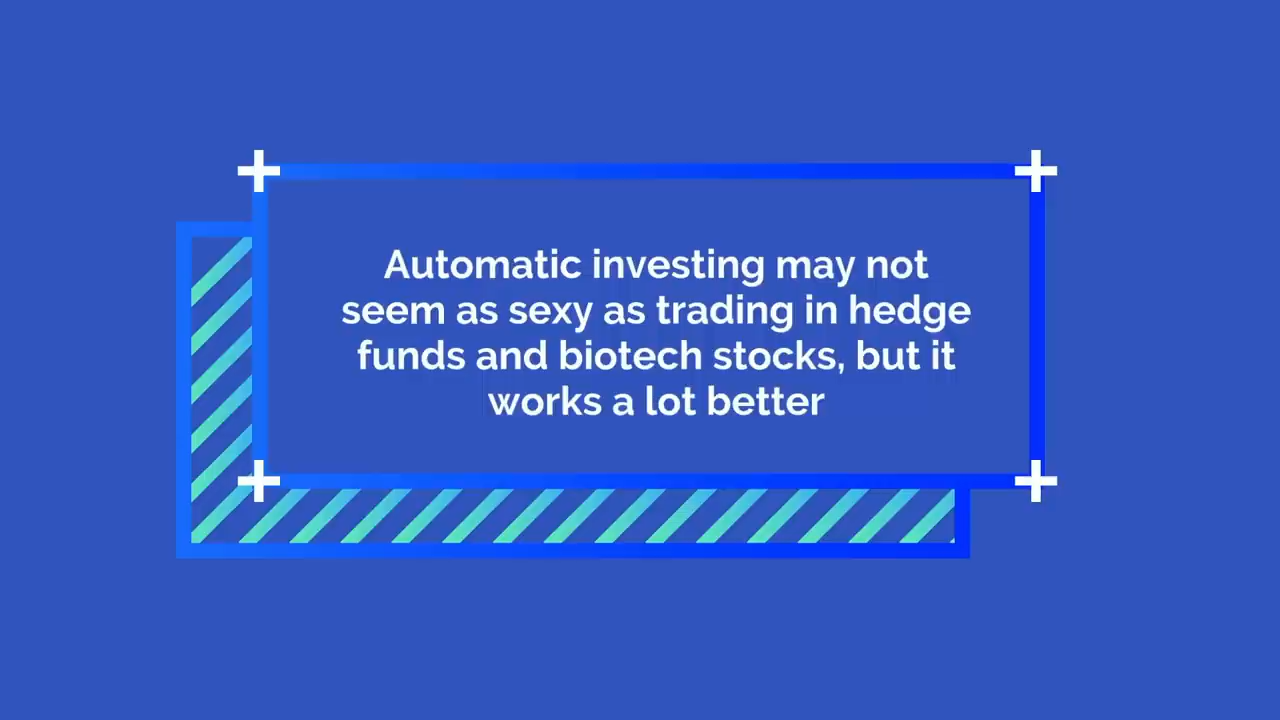 Automatic investing may not
seem as sexy as trading in hedge
funds and biotech stocks, but it
works a lot better